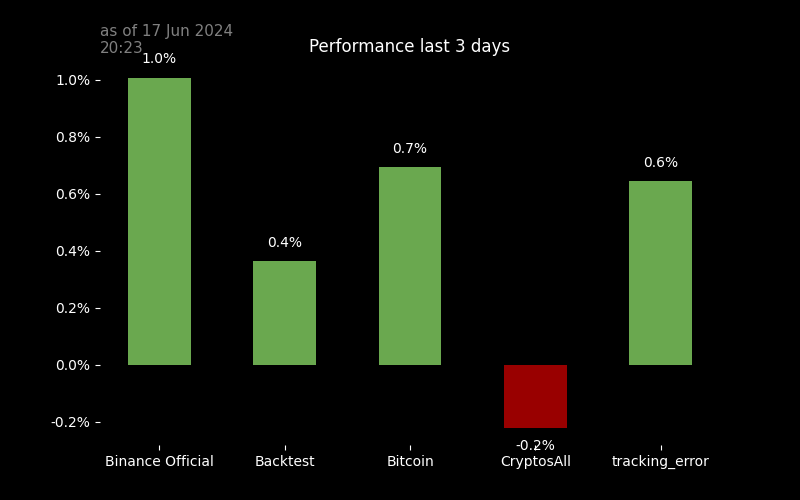 as of 17 Jun 2024
20:23
Performance last 3 days
1.0%
0.8%
0.6%
0.4%
0.2%
0.0%
-0.2%
1.0%
0.4%
0.7%
-0.2%
0.6%
Binance Official
Backtest
Bitcoin
CryptosAll
tracking_error